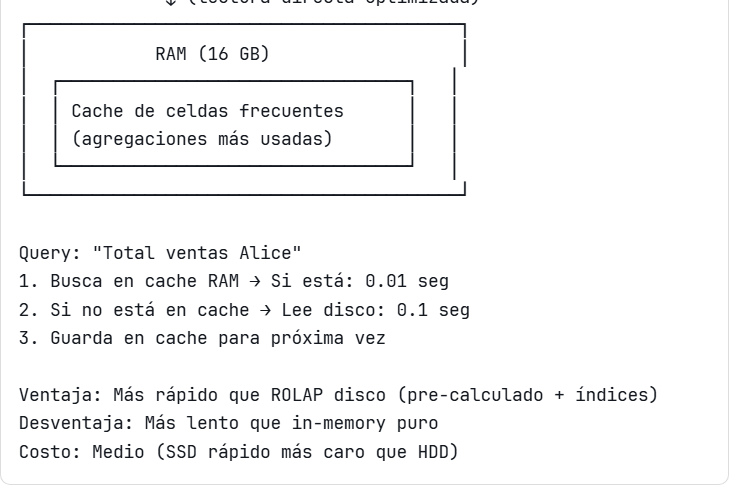 ↓ (lectura directa optimizada)
RAM (16 GB)
Cache de celdas frecuentes
(agregaciones más usadas)
Query: "Total ventas Alice"
1. Busca en cache RAM → Si está: 0.01 seg
2. Si no está en cache → Lee disco: 0.1 seg
3. Guarda en cache para próxima vez
Ventaja: Más rápido que ROLAP disco (pre-calculado + índices)
Desventaja: Más lento que in-memory puro
Costo: Medio (SSD rápido más caro que HDD)